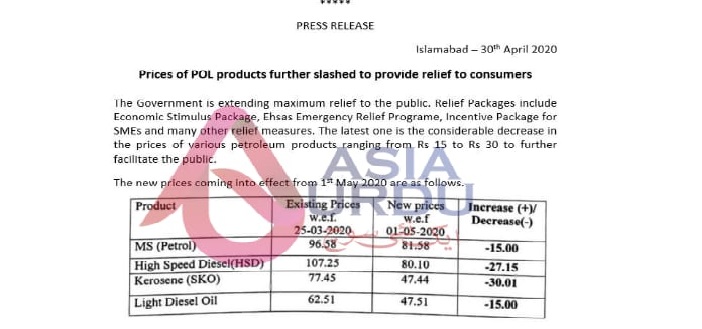 *****
PRESS RELEASE
Islamabad – 30th April 2020
Prices of POL products further slashed to provide relief to consumers
The Government is extending maximum relief to the public. Relief Packages include
Economic Stimulus Package, Ehsas Emergency Relief Programe, Incentive Package for
SMEs and many other relief measures. The latest one is the considerable decrease in
the prices of various petroleum products ranging from Rs 15 to Rs 30 to further
facilitate the public.
ASIA
URDU
The new prices coming into effect from 1st May 2020 are as follows.
Product Existing Prices w.e.f. 25-03-2020 New prices w.e.f 01-05-2020 Increase (+)/ Decrease(-)
MS (Petrol) 96.58 81.58 -15.00
High Speed Diesel(HSD) 107.25 80.10 -27.15
Kerosene (SKO) 77.45 47.44 -30.01
Light Diesel Oil 62.51 47.51 -15.00